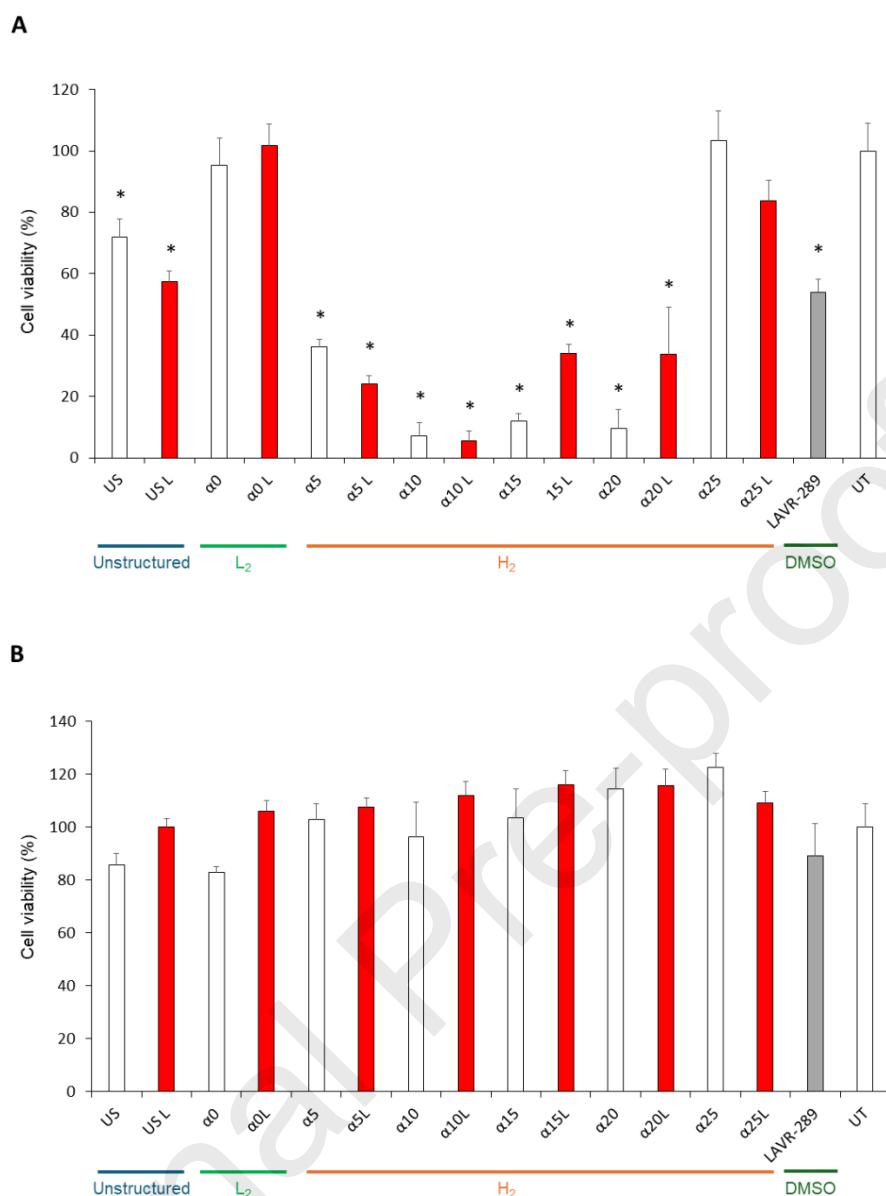 A
120
100
80
60
40
20
0
Cell viability (%)
* * * * * * * * * * *
US US L α0 α0 L α5 α5 L α10 α10 L α15 15 L α20 α20 L α25 α25 L LAVR-289 UT
Unstructured L₂ H₂ DMSO
B
140
120
100
80
60
40
20
0
Cell viability (%)
US US L α0 α0L α5 α5L α10 α10L α15 α15L α20 α20L α25 α25L LAVR-289 UT
Unstructured L₂ H₂ DMSO
nal Pre-proof